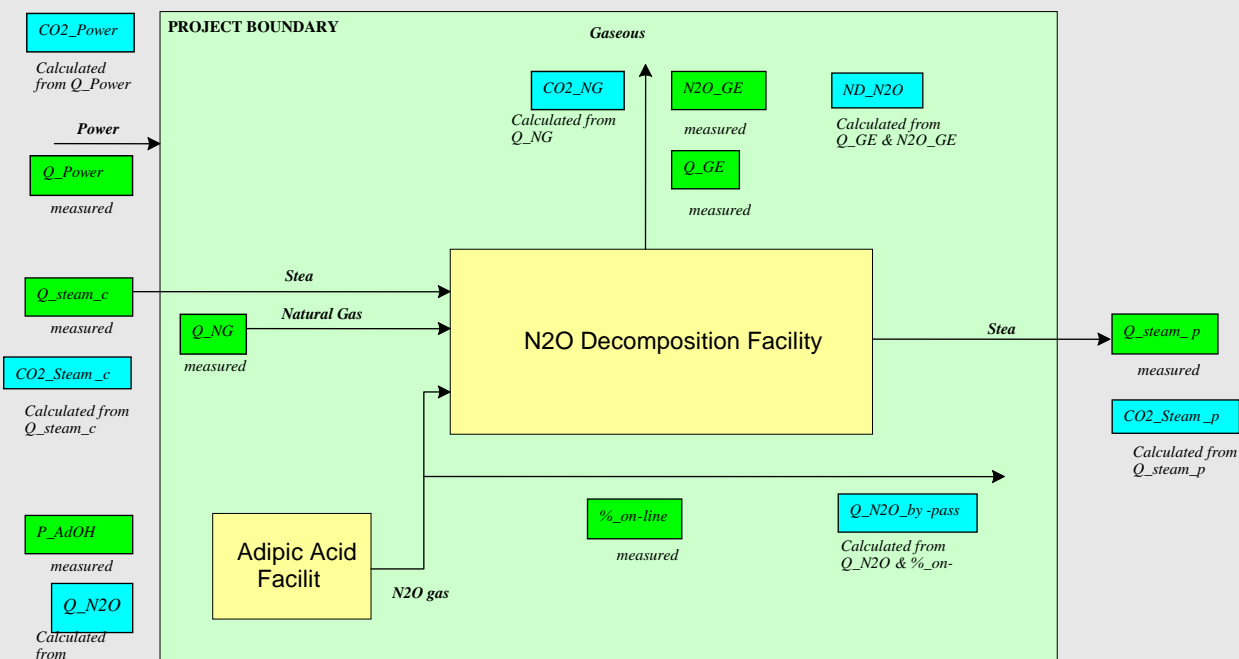 CO2_Power
Calculated
from Q_Power
Power
Q_Power
measured
Q_steam_c
measured
CO2_Steam_c
Calculated from
Q_steam_c
P_AdOH
measured
Q_N2O
Calculated
from
PROJECT BOUNDARY
Gaseous
CO2_NG
Calculated from
Q_NG
N2O_GE
measured
Q_GE
measured
ND_N2O
Calculated from
Q_GE & N2O_GE
Stea
Natural Gas
Q_NG
measured
N2O Decomposition Facility
Stea
Adipic Acid
Facilit
N2O gas
%_on-line
measured
Q_N2O_by -pass
Calculated from
Q_N2O & %_on-
Q_steam_ p
measured
CO2_Steam _p
Calculated from
Q_steam_p